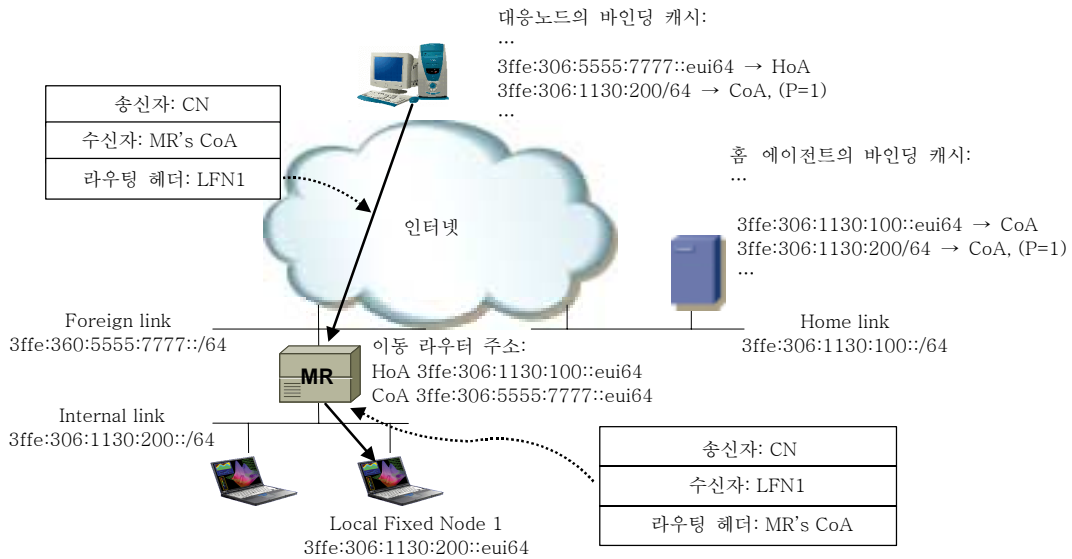 대응노드의 바인딩 캐시:
...
3ffe:306:5555:7777::eui64 → HoA
3ffe:306:1130:200/64 → CoA, (P=1)
...
송신자: CN
수신자: MR's CoA
라우팅 헤더: LFN1
홈 에이전트의 바인딩 캐시:
...
3ffe:306:1130:100::eui64 → CoA
3ffe:306:1130:200/64 → CoA, (P=1)
...
인터넷
Foreign link
3ffe:360:5555:7777::/64
Home link
3ffe:306:1130:100::/64
MR
이동 라우터 주소:
HoA 3ffe:306:1130:100::eui64
CoA 3ffe:306:5555:7777::eui64
Internal link
3ffe:306:1130:200::/64
송신자: CN
수신자: LFN1
라우팅 헤더: MR's CoA
Local Fixed Node 1
3ffe:306:1130:200::eui64